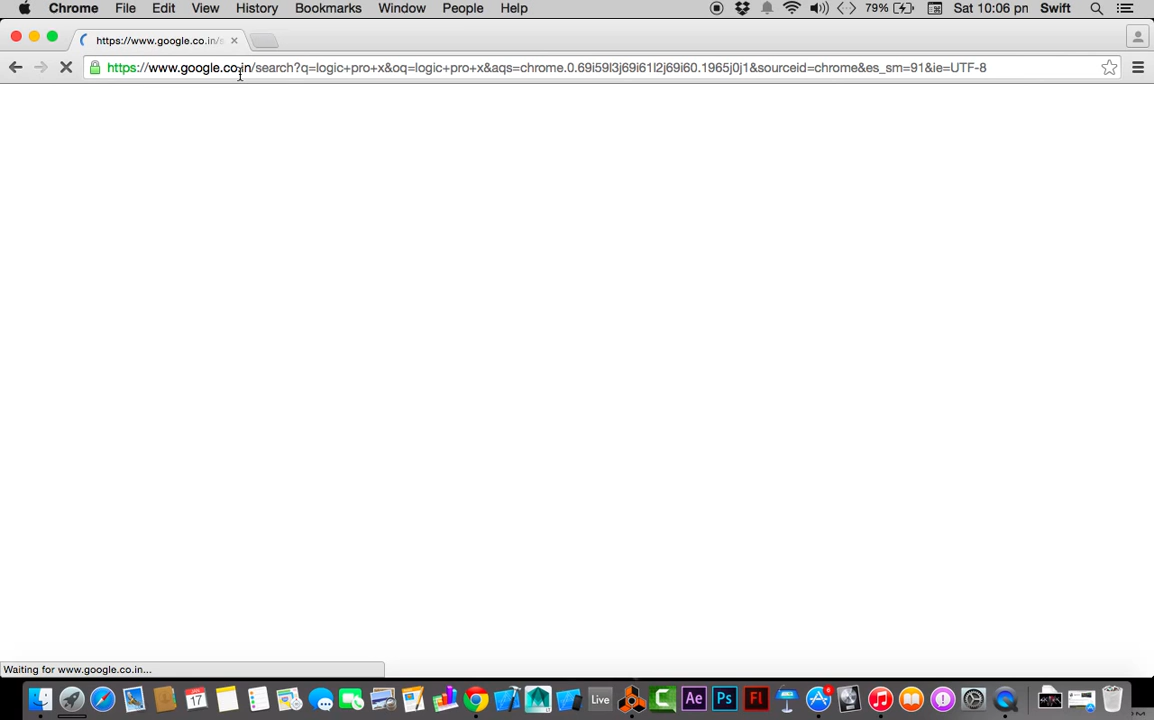 Chrome File Edit View History Bookmarks Window People Help 79% Sat 10:06 pm Swift
https://www.google.co.in/s
https://www.google.co.in/search?q=logic+pro+x&oq=logic+pro+x&aqs=chrome.0.69i59l3j69i61l2j69i60.1965j0j1&sourceid=chrome&es_sm=91&ie=UTF-8
Waiting for www.google.co.in...
17 Live Ae Ps Fl 6